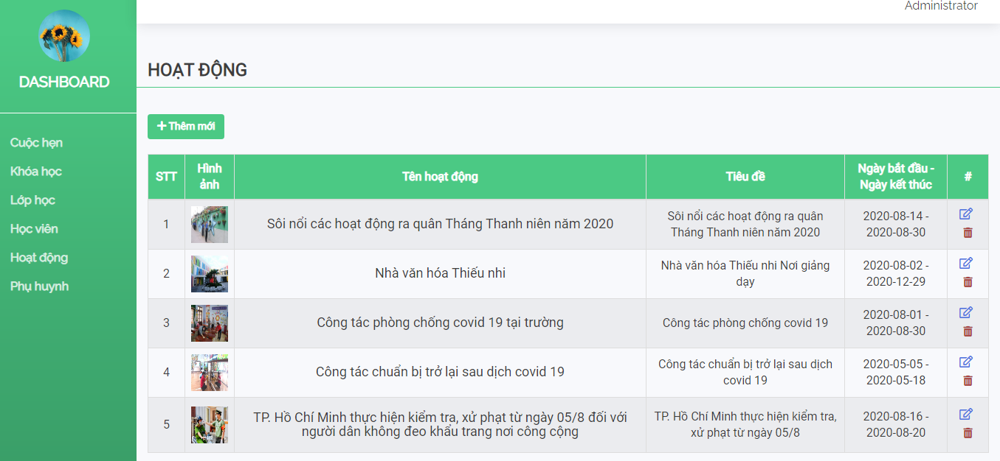 Administrator
DASHBOARD
Cuộc hẹn
Khóa học
Lớp học
Học viên
Hoạt động
Phụ huynh
HOẠT ĐỘNG
+ Thêm mới
STT
Hình
ảnh
Tên hoạt động
Tiêu đề
Ngày bắt đầu -
Ngày kết thúc
#
1
Sôi nổi các hoạt động ra quân Tháng Thanh niên năm 2020
Sôi nổi các hoạt động ra quân
Tháng Thanh niên năm 2020
2020-08-14 -
2020-08-30
2
Nhà văn hóa Thiếu nhi
Nhà văn hóa Thiếu nhi Nơi giảng
dạy
2020-08-02 -
2020-12-29
3
Công tác phòng chống covid 19 tại trường
Công tác phòng chống covid 19
2020-08-01 -
2020-08-30
4
Công tác chuẩn bị trở lại sau dịch covid 19
Công tác chuẩn bị trở lại sau dịch
covid 19
2020-05-05 -
2020-05-18
5
TP. Hồ Chí Minh thực hiện kiểm tra, xử phạt từ ngày 05/8 đối với
người dân không đeo khẩu trang nơi công cộng
TP. Hồ Chí Minh thực hiện kiểm tra,
xử phạt từ ngày 05/8
2020-08-16 -
2020-08-20